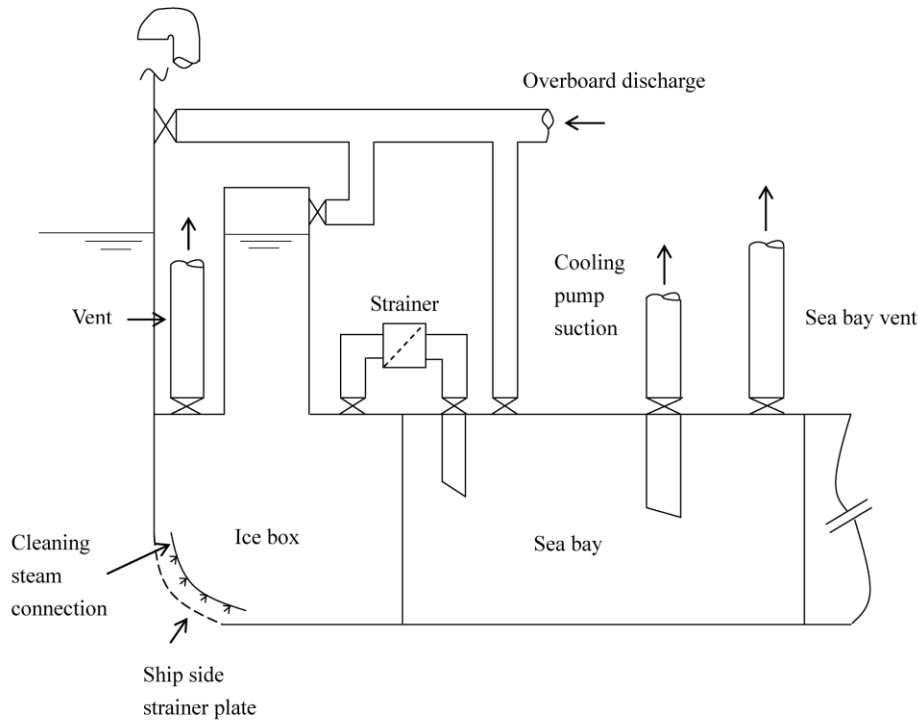 Overboard discharge
Vent
Strainer
Cooling
pump
suction
Sea bay vent
Cleaning
steam
connection
Ice box
Sea bay
Ship side
strainer plate